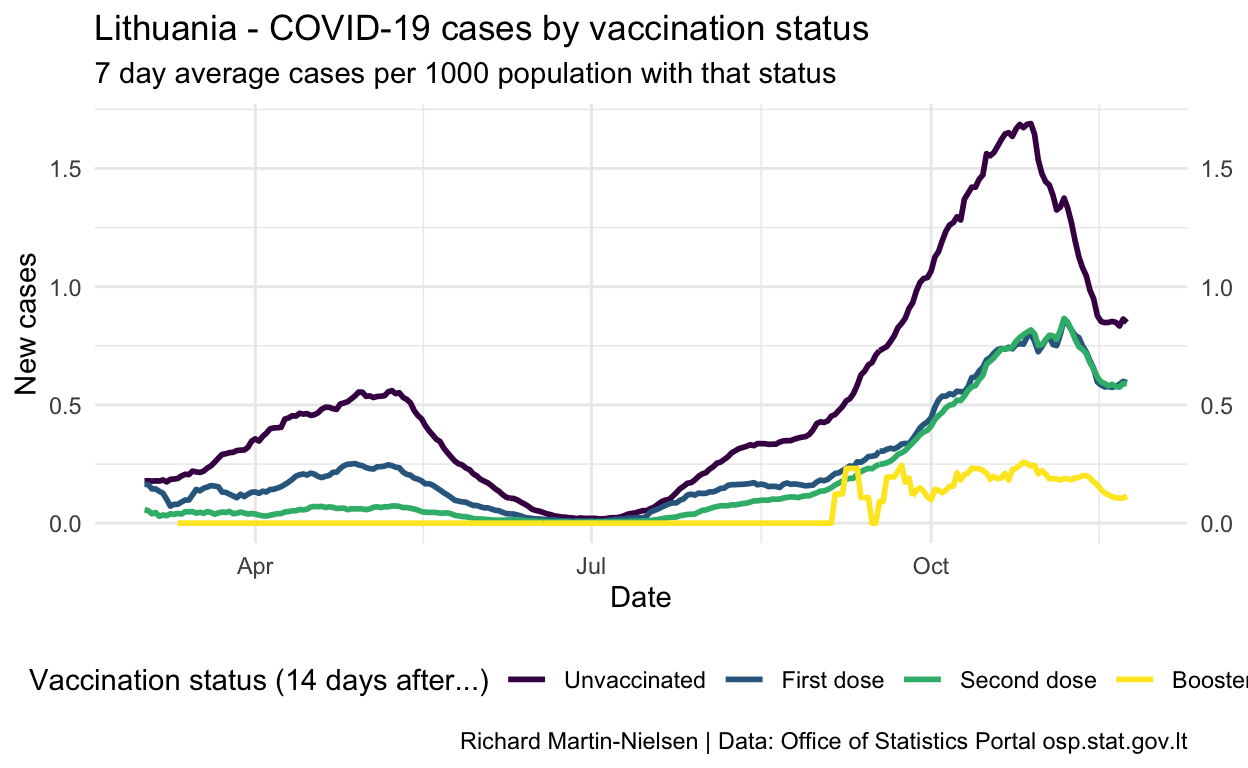 Lithuania - COVID-19 cases by vaccination status
7 day average cases per 1000 population with that status
New cases
1.5 1.5
1.0 1.0
0.5 0.5
0.0 0.0
Apr Jul Oct
Date
Vaccination status (14 days after...) Unvaccinated First dose Second dose Booster
Richard Martin-Nielsen | Data: Office of Statistics Portal osp.stat.gov.lt